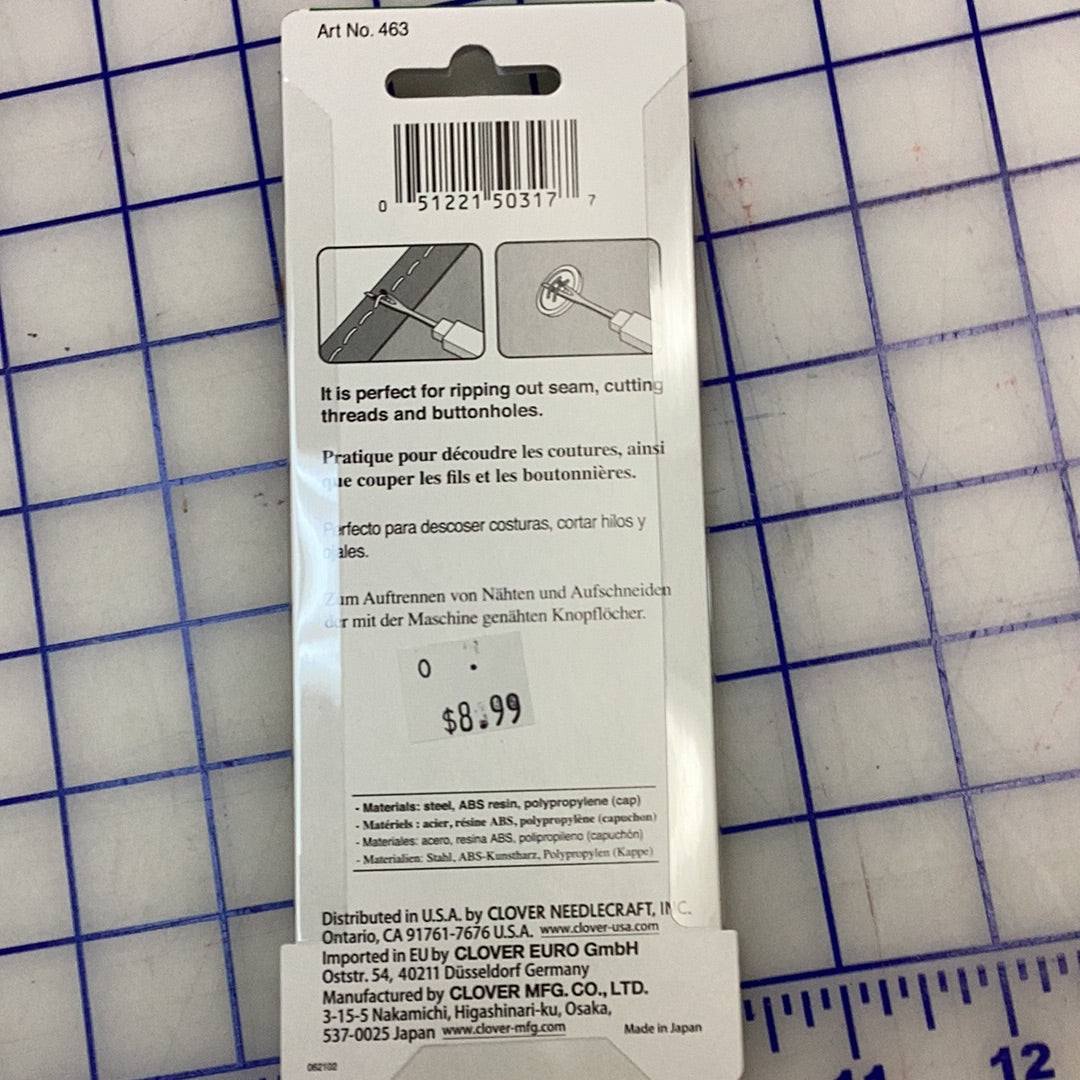 Art No. 463
0 51221 50317 7
It is perfect for ripping out seam, cutting
threads and buttonholes.
Pratique pour découdre les coutures, ainsi
que couper les fils et les boutonnières.
Perfecto para descoser costuras, cortar hilos y
ojales.
Zum Auftrennen von Nähten und Aufschneiden
der mit der Maschine genähten Knopflöcher.
0
$8.99
- Materials: steel, ABS resin, polypropylene (cap)
- Matériels : acier, résine ABS, polypropylène (capuchon)
- Materiales: acero, resina ABS, polipropileno (capuchón)
- Materialien: Stahl, ABS-Kunstharz, Polypropylen (Kappe)
Distributed in U.S.A. by CLOVER NEEDLECRAFT, INC.
Ontario, CA 91761-7676 U.S.A. www.clover-usa.com
Imported in EU by CLOVER EURO GmbH
Oststr. 54, 40211 Düsseldorf Germany
Manufactured by CLOVER MFG. CO., LTD.
3-15-5 Nakamichi, Higashinari-ku, Osaka,
537-0025 Japan www.clover-mfg.com Made in Japan
062102
11 12